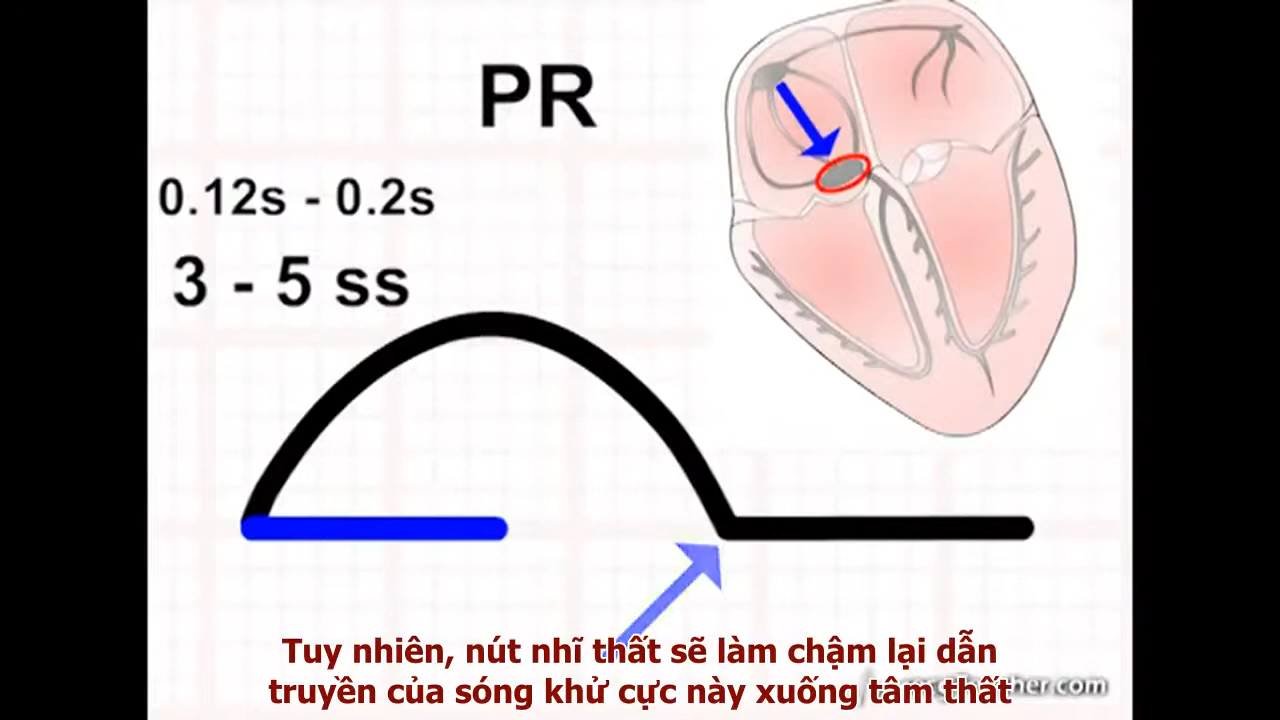 PR
0.12s - 0.2s
3 - 5 ss
Tuy nhiên, nút nhĩ thất sẽ làm chậm lại dẫn
truyền của sóng khử cực này xuống tâm thất